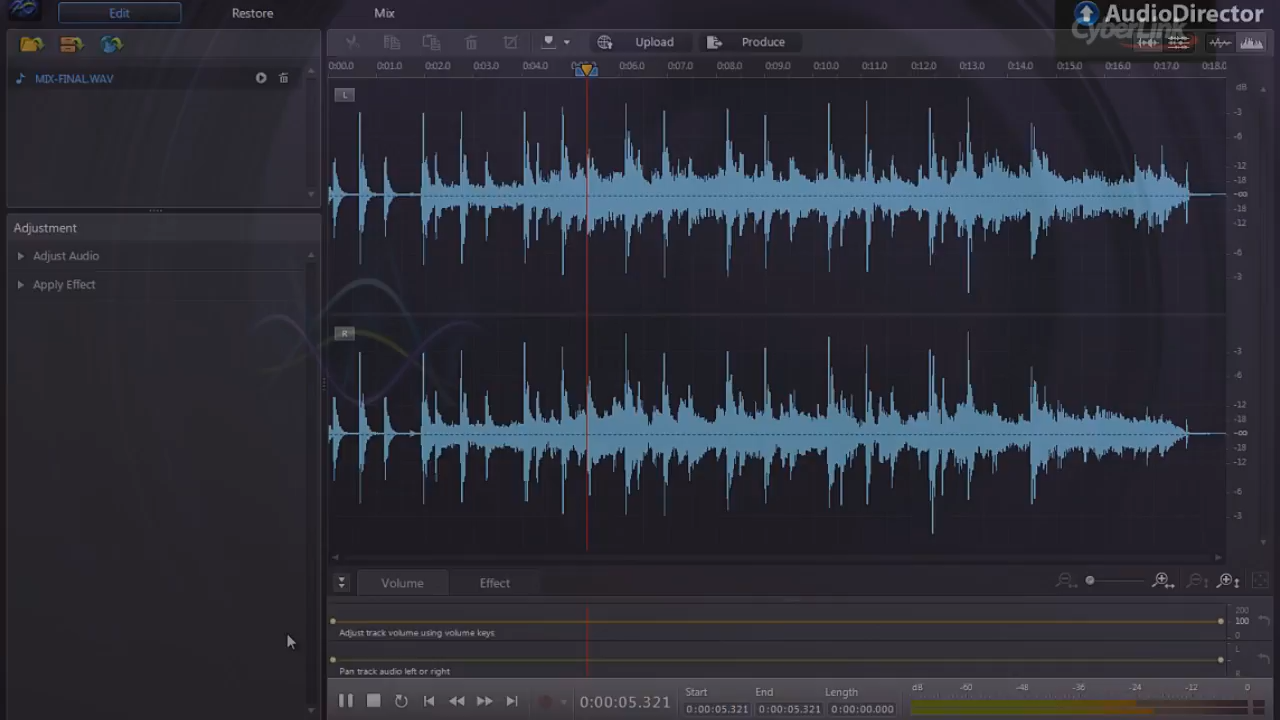 Edit Restore Mix AudioDirector
CyberLink
Upload Produce
0:00.0 0:01.0 0:02.0 0:03.0 0:04.0 0:06.0 0:07.0 0:08.0 0:09.0 0:10.0 0:11.0 0:12.0 0:13.0 0:14.0 0:15.0 0:16.0 0:17.0 0:18.0
MIX-FINAL.WAV
L
dB
-3
-6
-12
-18
-∞
-18
-12
-6
-3
Adjustment
Adjust Audio
Apply Effect
R
-3
-6
-12
-∞
-18
-12
-6
-3
Volume Effect
200
100
0
Adjust track volume using volume keys
L
Pan track audio left or right
R
0:00:05.321
Start End Length
0:00:05.321 0:00:05.321 0:00:00.000
dB -60 -48 -36 -24 -12 0